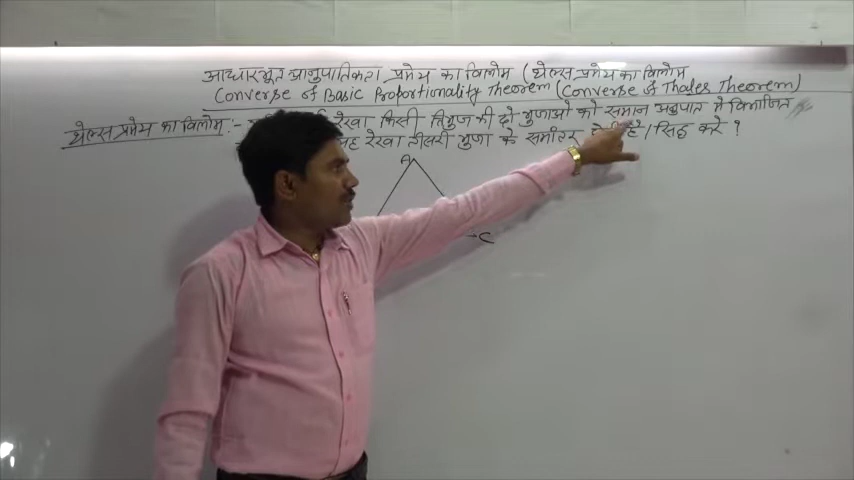 आधारभूत आनुपातिकता प्रमेय का विलोम (थेल्स प्रमेय का विलोम
Converse of Basic Proportionality Theorem (Converse of Thales Theorem)
थेल्स प्रमेय का विलोम :- रेखा किसी त्रिभुज की दो भुजाओं को समान अनुपात में विभाजित
यह रेखा तीसरी भुजा के समांतर है / सिद्ध करे ?
A
C